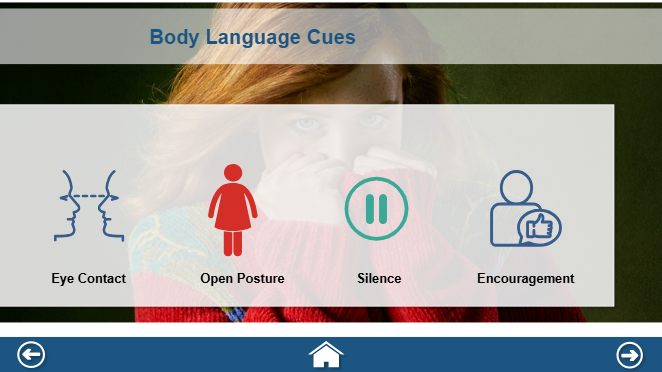 Body Language Cues
Eye Contact
Open Posture
Silence
Encouragement